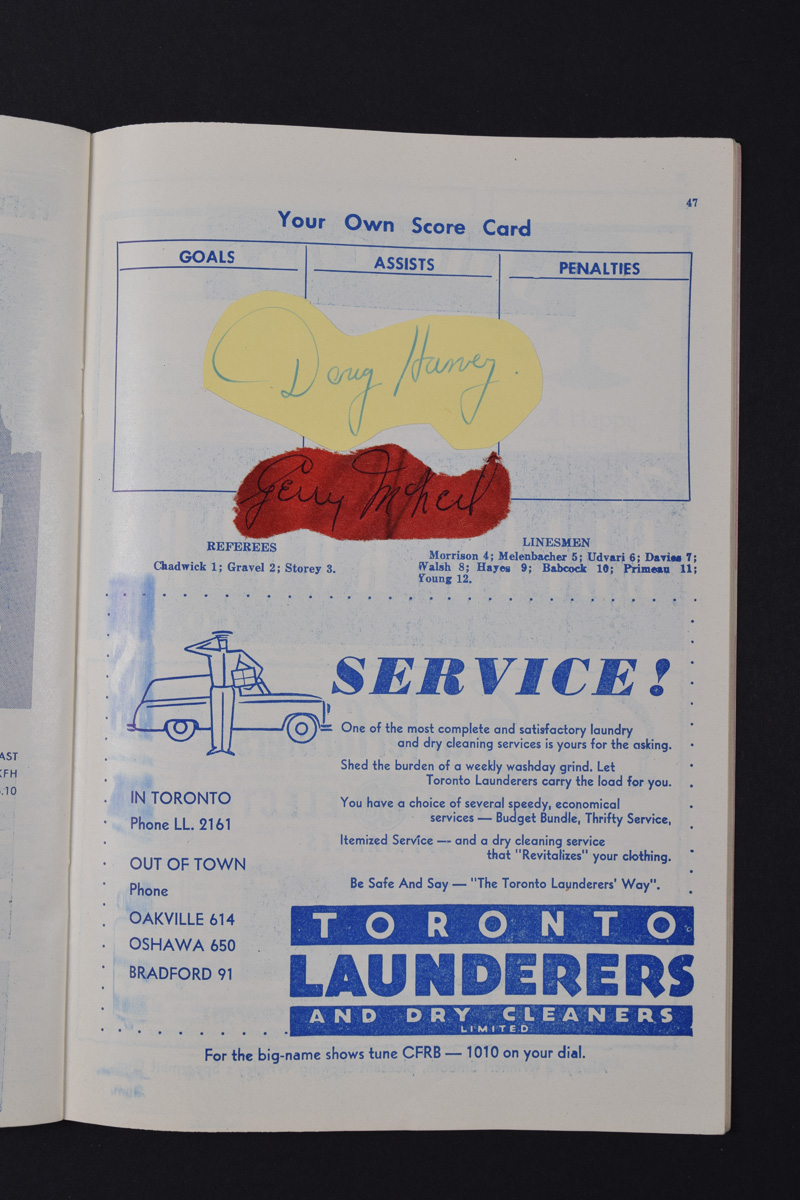 47
Your Own Score Card
GOALS
ASSISTS
PENALTIES
Doug Harvey.
Gerry McNeil
REFEREES
Chadwick 1; Gravel 2; Storey 3.
LINESMEN
Morrison 4; Melenbacher 5; Udvari 6; Davies 7;
Walsh 8; Hayes 9; Babcock 10; Primeau 11;
Young 12.
SERVICE!
One of the most complete and satisfactory laundry
and dry cleaning services is yours for the asking.
Shed the burden of a weekly washday grind. Let
Toronto Launderers carry the load for you.
You have a choice of several speedy, economical
services — Budget Bundle, Thrifty Service,
Itemized Service — and a dry cleaning service
that "Revitalizes" your clothing.
Be Safe And Say — "The Toronto Launderers' Way".
IN TORONTO
Phone LL. 2161
OUT OF TOWN
Phone
OAKVILLE 614
OSHAWA 650
BRADFORD 91
TORONTO
LAUNDERERS
AND DRY CLEANERS
LIMITED
For the big-name shows tune CFRB — 1010 on your dial.